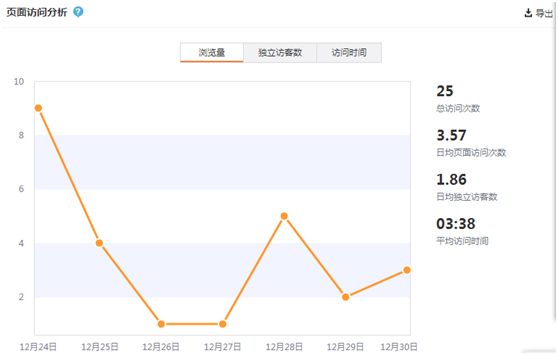 页面访问分析 ?
导出
浏览量 独立访客数 访问时间
10
8
6
4
2
12月24日 12月25日 12月26日 12月27日 12月28日 12月29日 12月30日
25
总访问次数
3.57
日均页面访问次数
1.86
日均独立访客数
03:38
平均访问时间